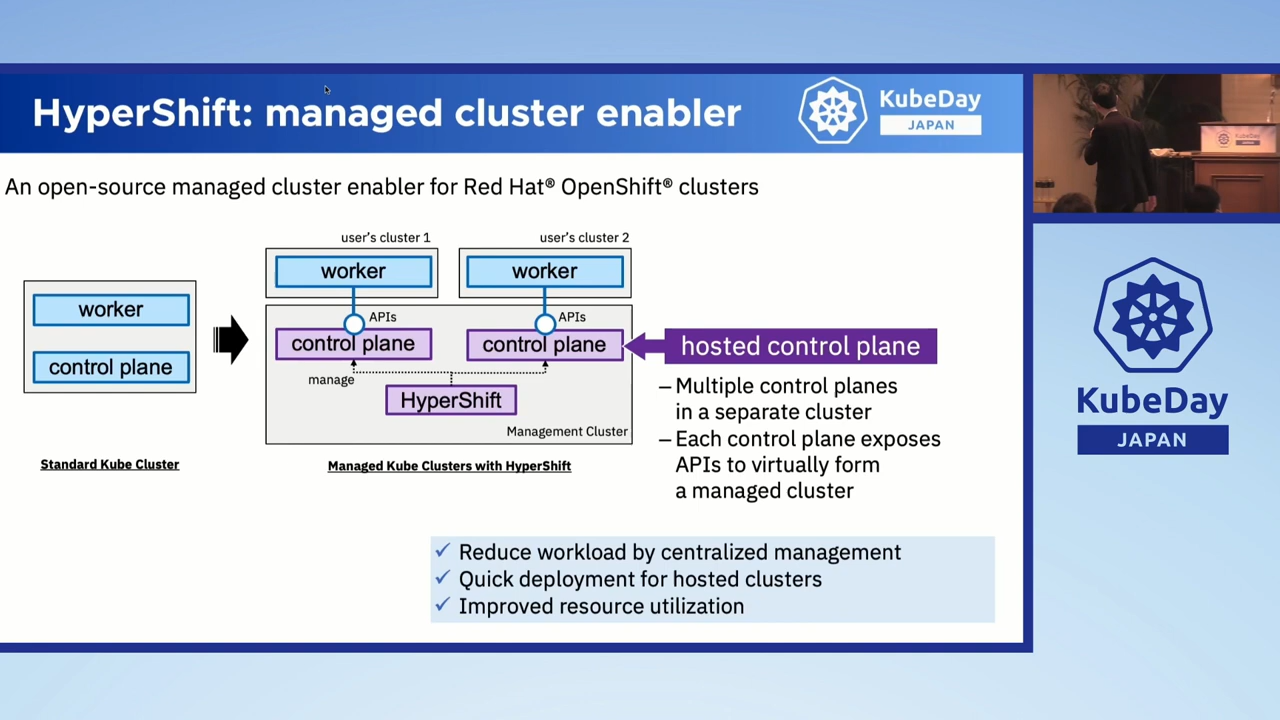 HyperShift: managed cluster enabler
KubeDay
JAPAN
An open-source managed cluster enabler for Red Hat® OpenShift® clusters
worker
control plane
Standard Kube Cluster
user's cluster 1
user's cluster 2
worker
worker
APIs
APIs
control plane
control plane
manage
HyperShift
Management Cluster
Managed Kube Clusters with HyperShift
hosted control plane
– Multiple control planes
in a separate cluster
– Each control plane exposes
APIs to virtually form
a managed cluster
✓ Reduce workload by centralized management
✓ Quick deployment for hosted clusters
✓ Improved resource utilization
KubeDay
JAPAN
KubeDay
JAPAN